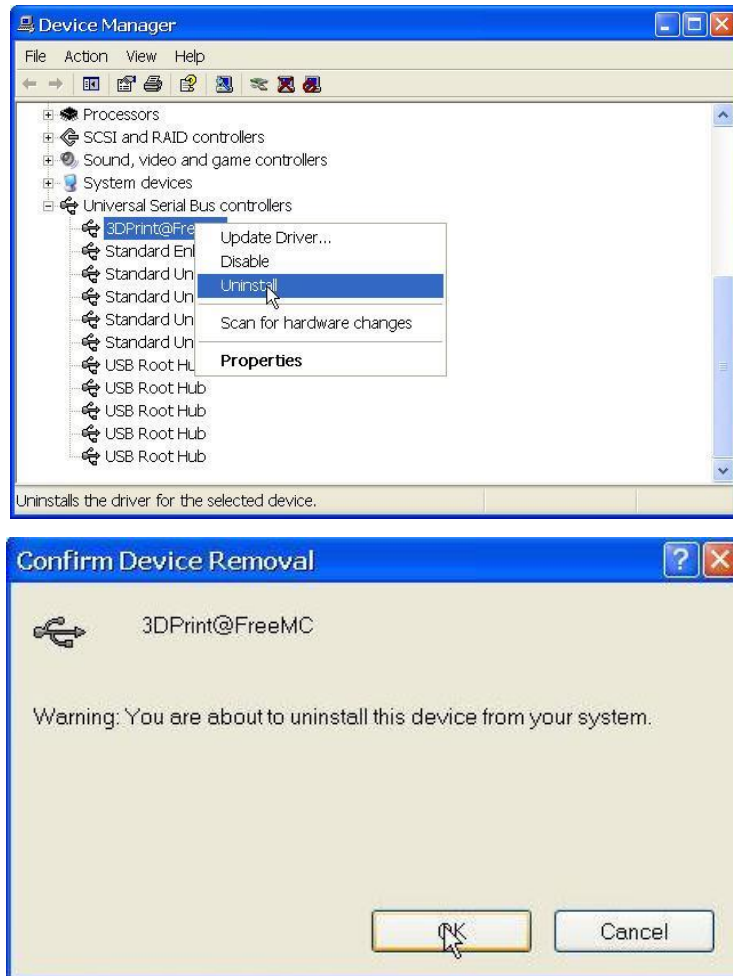 Device Manager
File Action View Help
Processors
SCSI and RAID controllers
Sound, video and game controllers
System devices
Universal Serial Bus controllers
3DPrint@Fre
Standard En
Standard Un
Standard Un
Standard Un
Standard Un
USB Root Hu
USB Root Hub
USB Root Hub
USB Root Hub
USB Root Hub
Update Driver...
Disable
Uninstall
Scan for hardware changes
Properties
Uninstalls the driver for the selected device.
Confirm Device Removal
3DPrint@FreeMC
Warning: You are about to uninstall this device from your system.
OK Cancel